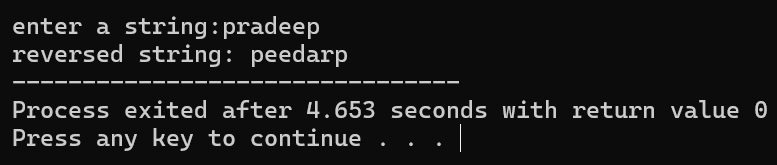 enter a string:pradeep
reversed string: peedarp
--------------------------------
Process exited after 4.653 seconds with return value 0
Press any key to continue . . .